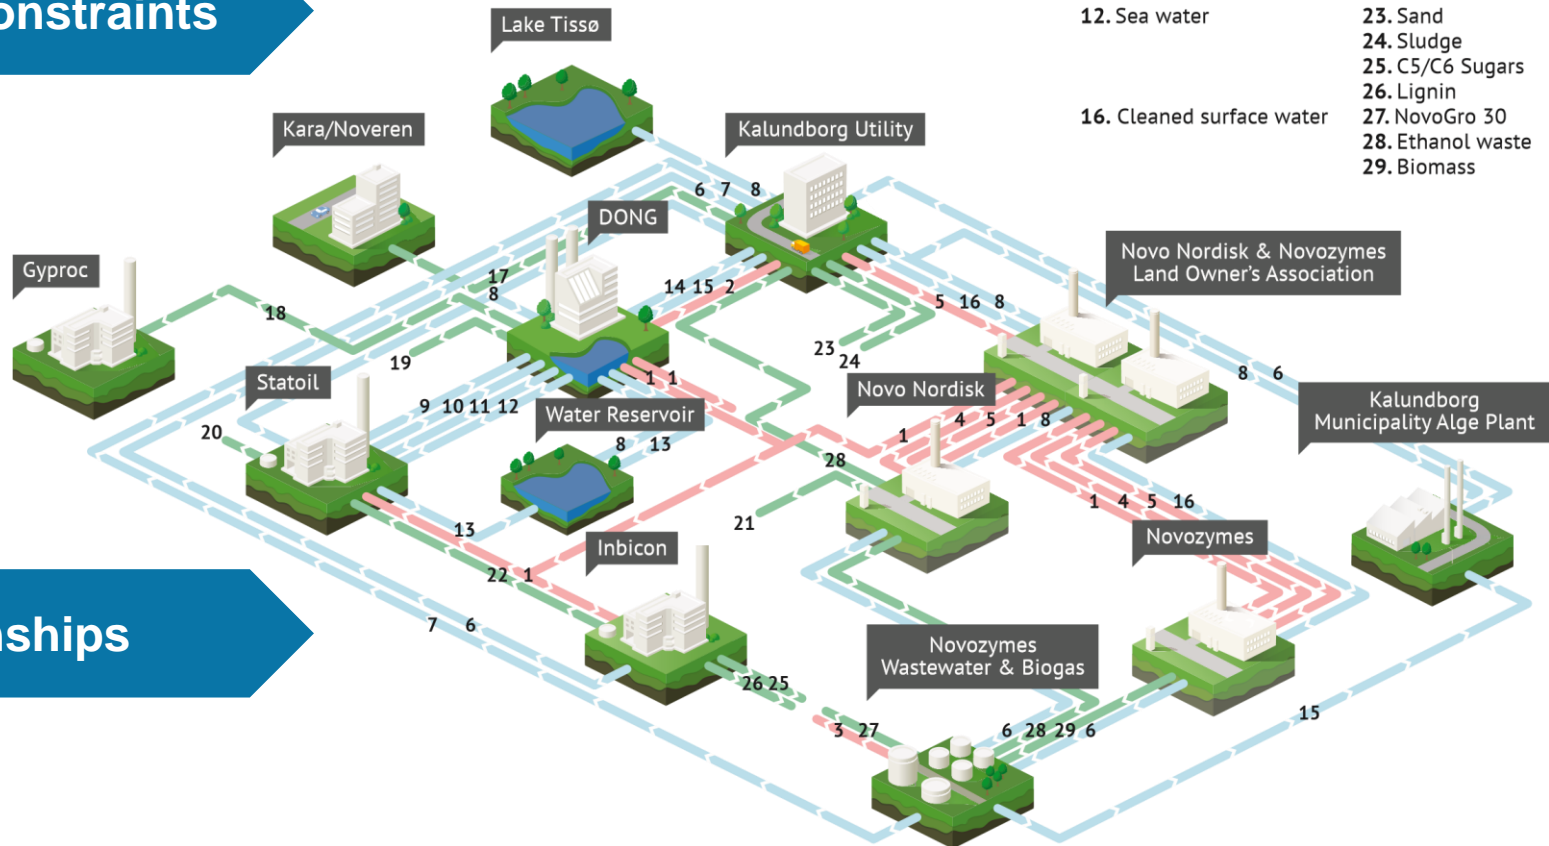 onstraints
nships
Lake Tissø
Kara/Noveren
Kalundborg Utility
DONG
Gyproc
Statoil
Water Reservoir
Inbicon
Novo Nordisk
Novo Nordisk & Novozymes
Land Owner's Association
Kalundborg
Municipality Alge Plant
Novozymes
Novozymes
Wastewater & Biogas
12. Sea water
16. Cleaned surface water
23. Sand
24. Sludge
25. C5/C6 Sugars
26. Lignin
27. NovoGro 30
28. Ethanol waste
29. Biomass
6 7 8
17
8
14 15 2
18
19
5 16 8
23
24
8 6
1 1
9 10 11 12
4 5 1 8
1
8 13
20
28
21
1 4 5 16
13
22 1
7 6
26 25
3 27
6 28 29 6
15